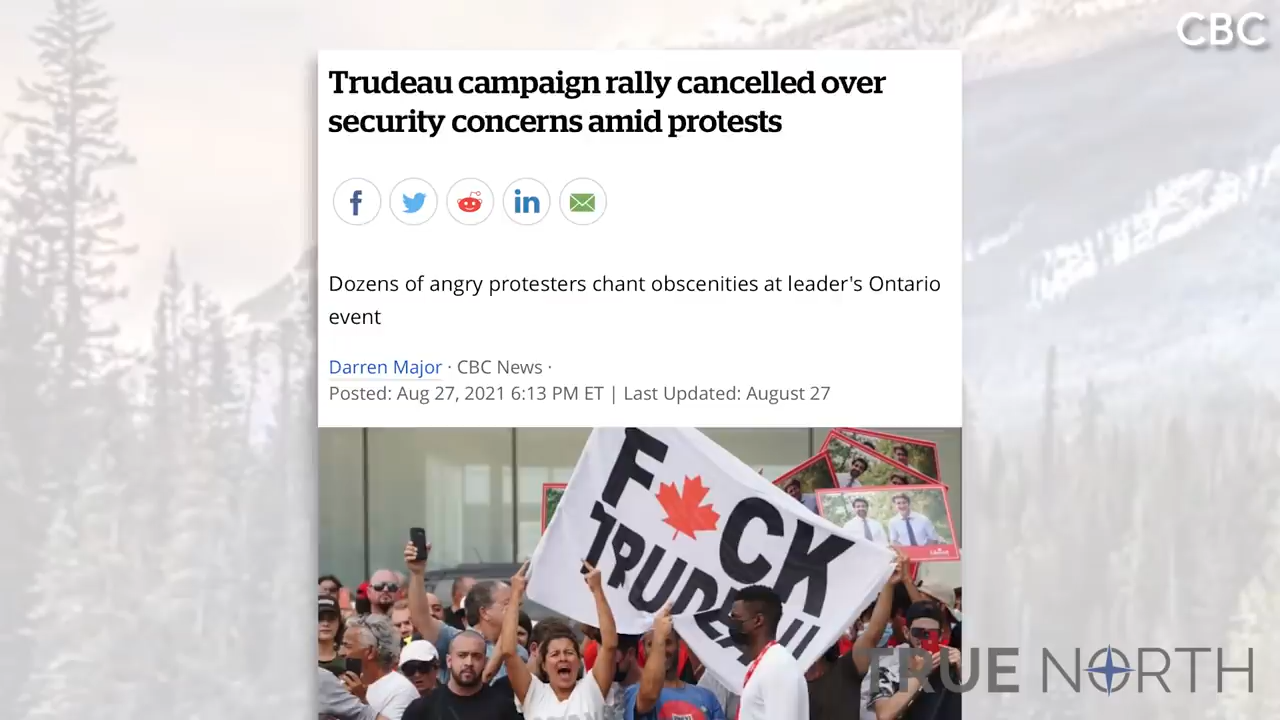 CBC
Trudeau campaign rally cancelled over
security concerns amid protests
Dozens of angry protesters chant obscenities at leader's Ontario
event
Darren Major · CBC News ·
Posted: Aug 27, 2021 6:13 PM ET | Last Updated: August 27
F CK
TRUDEAU
TRUE NORTH